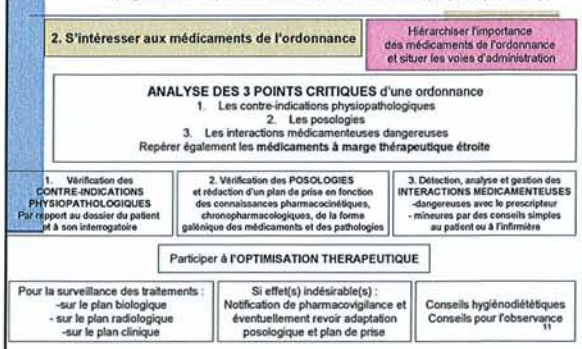 2. S'intéresser aux médicaments de l'ordonnance
Hiérarchiser l'importance
des médicaments de l'ordonnance
et situer les voies d'administration
ANALYSE DES 3 POINTS CRITIQUES d'une ordonnance
1. Les contre-indications physiopathologiques
2. Les posologies
3. Les interactions médicamenteuses dangereuses
Repérer également les médicaments à marge thérapeutique étroite
1. Vérification des
CONTRE-INDICATIONS
PHYSIOPATHOLOGIQUES
Par rapport au dossier du patient
et à son interrogatoire
2. Vérification des POSOLOGIES
et rédaction d'un plan de prise en fonction
des connaissances pharmacocinétiques,
chronopharmacologiques, de la forme
galénique des médicaments et des pathologies
3. Détection, analyse et gestion des
INTERACTIONS MEDICAMENTEUSES
-dangereuses avec le prescripteur
- mineures par des conseils simples
au patient ou à l'infirmière
Participer à l'OPTIMISATION THERAPEUTIQUE
Pour la surveillance des traitements :
-sur le plan biologique
- sur le plan radiologique
-sur le plan clinique
Si effet(s) indésirable(s) :
Notification de pharmacovigilance et
éventuellement revoir adaptation
posologique et plan de prise
Conseils hygiénodiététiques
Conseils pour l'observance
11